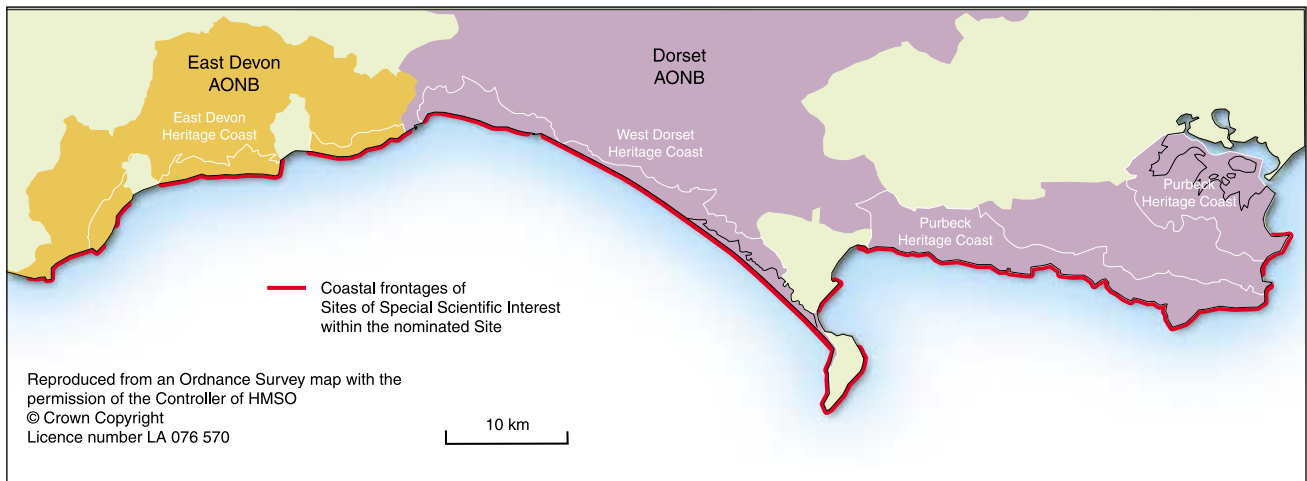 East Devon
AONB
Dorset
AONB
East Devon
Heritage Coast
West Dorset
Heritage Coast
Purbeck
Heritage Coast
Purbeck
Heritage Coast
Coastal frontages of
Sites of Special Scientific Interest
within the nominated Site
Reproduced from an Ordnance Survey map with the
permission of the Controller of HMSO
© Crown Copyright
Licence number LA 076 570
10 km